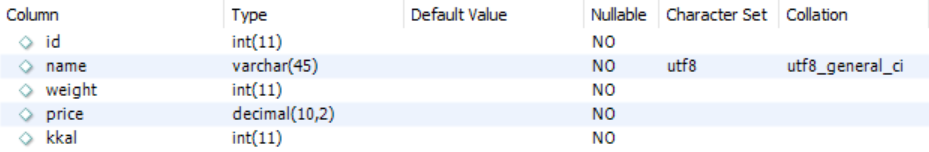 Column Type Default Value Nullable Character Set Collation
id int(11) NO
name varchar(45) NO utf8 utf8_general_ci
weight int(11) NO
price decimal(10,2) NO
kkal int(11) NO